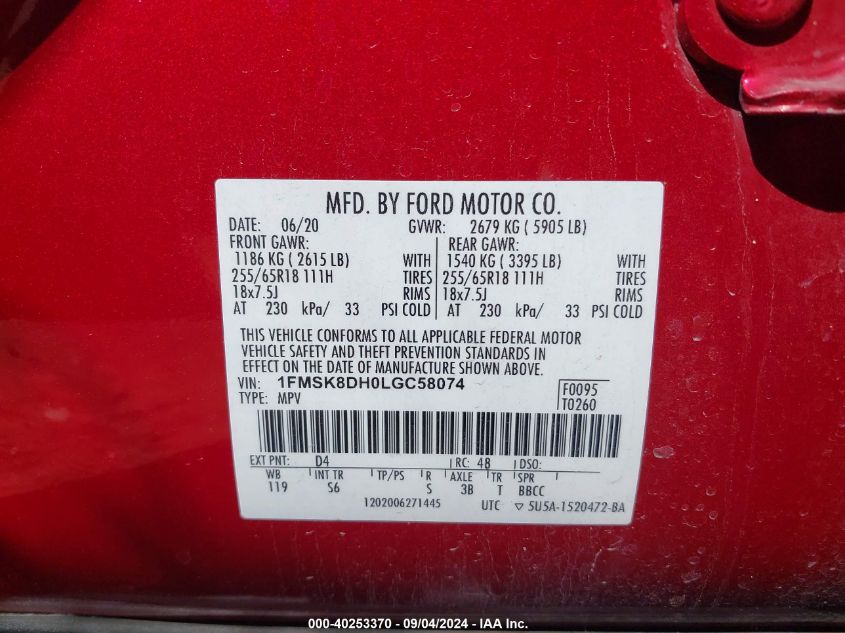 MFD. BY FORD MOTOR CO.
DATE: 06/20 GVWR: 2679 KG ( 5905 LB)
FRONT GAWR: REAR GAWR:
1186 KG ( 2615 LB) WITH 1540 KG ( 3395 LB) WITH
255/65R18 111H TIRES 255/65R18 111H TIRES
18x7.5J RIMS 18x7.5J RIMS
AT 230 kPa/ 33 PSI COLD AT 230 kPa/ 33 PSI COLD
THIS VEHICLE CONFORMS TO ALL APPLICABLE FEDERAL MOTOR
VEHICLE SAFETY AND THEFT PREVENTION STANDARDS IN
EFFECT ON THE DATE OF MANUFACTURE SHOWN ABOVE.
VIN: 1FMSK8DH0LGC58074 F0095
TYPE: MPV T0260
EXT PNT: D4 RC: 48 DSO:
WB INT TR TP/PS R AXLE TR SPR
119 S6 S 3B T BBCC
1202006271445 UTC ▽ 5U5A-1520472-BA
000-40253370 - 09/04/2024 - IAA Inc.